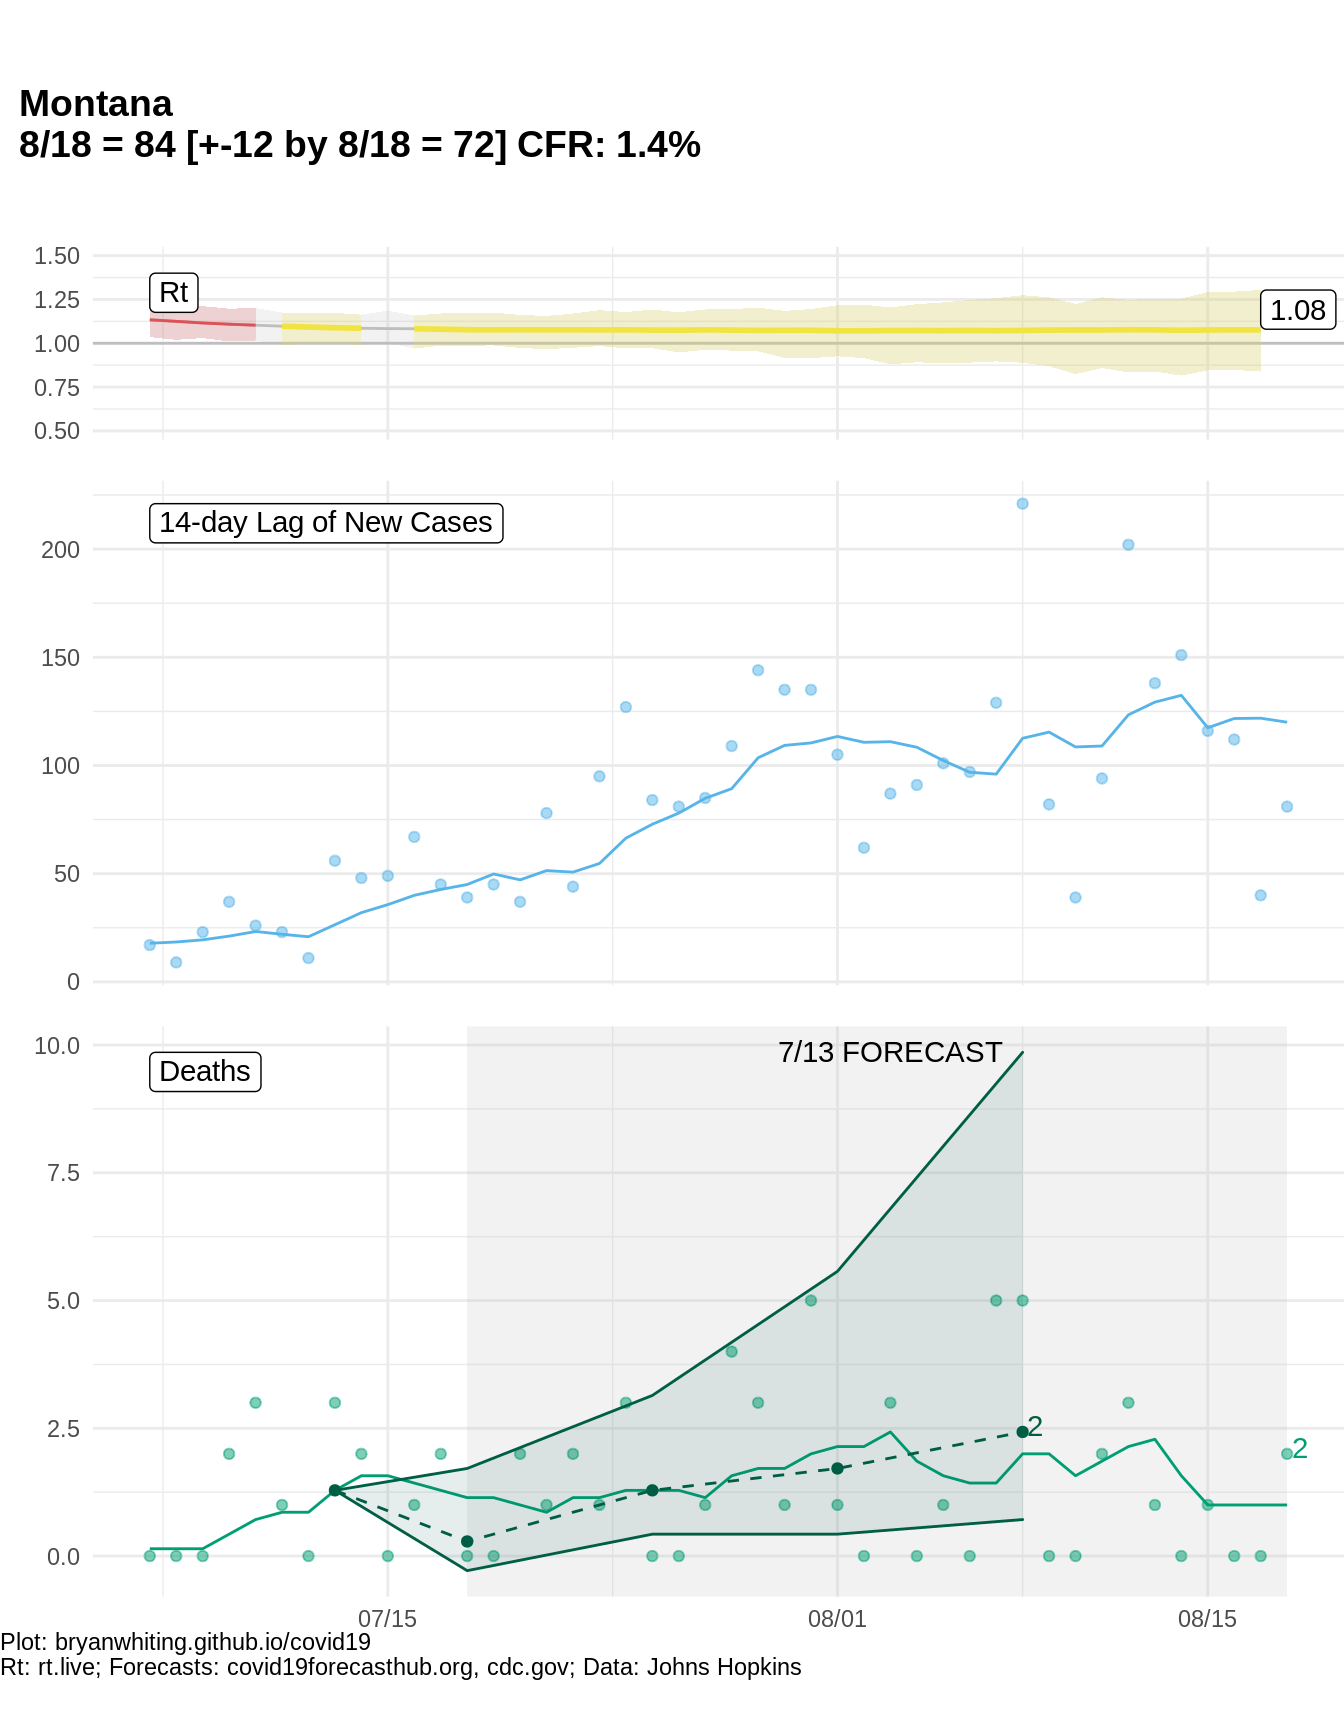 Montana
8/18 = 84 [+-12 by 8/18 = 72] CFR: 1.4%
1.50
1.25
1.00
0.75
0.50
Rt
1.08
14-day Lag of New Cases
200
150
100
50
0
10.0
7.5
5.0
2.5
0.0
Deaths
7/13 FORECAST
2
2
07/15
08/01
08/15
Plot: bryanwhiting.github.io/covid19
Rt: rt.live; Forecasts: covid19forecasthub.org, cdc.gov; Data: Johns Hopkins